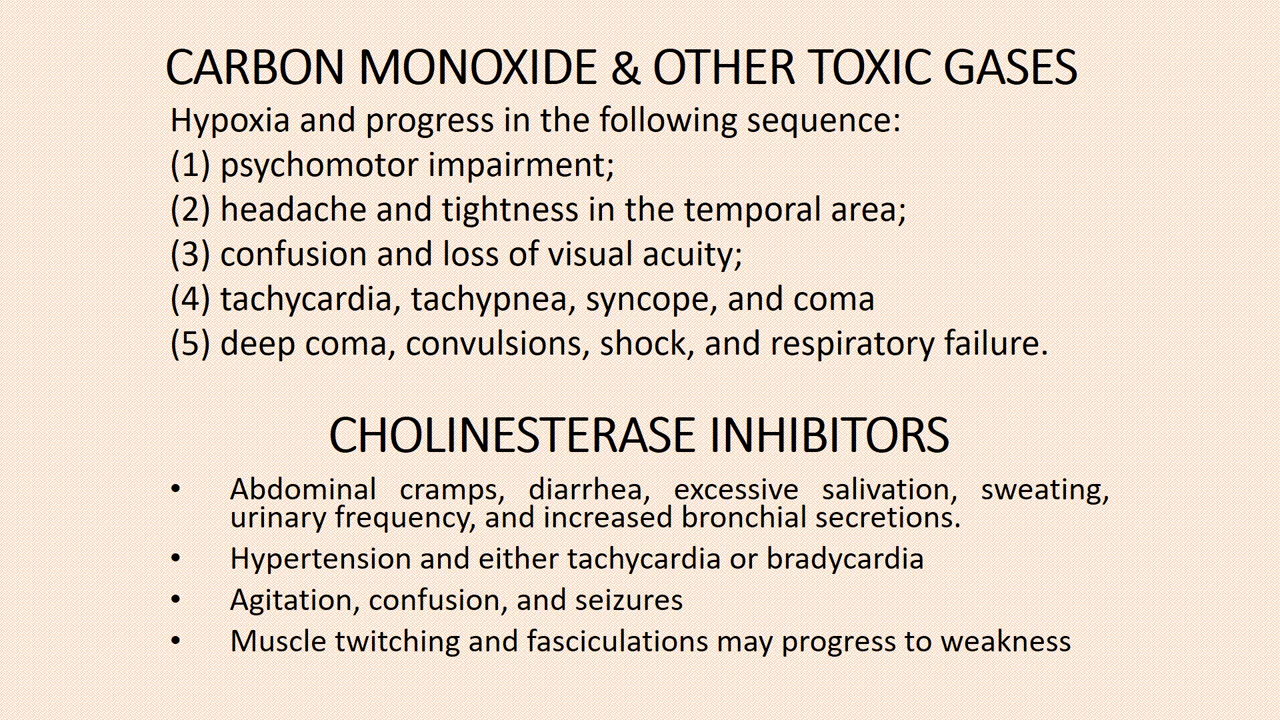 CARBON MONOXIDE & OTHER TOXIC GASES
Hypoxia and progress in the following sequence:
(1) psychomotor impairment;
(2) headache and tightness in the temporal area;
(3) confusion and loss of visual acuity;
(4) tachycardia, tachypnea, syncope, and coma
(5) deep coma, convulsions, shock, and respiratory failure.
CHOLINESTERASE INHIBITORS
• Abdominal cramps, diarrhea, excessive salivation, sweating,
urinary frequency, and increased bronchial secretions.
• Hypertension and either tachycardia or bradycardia
• Agitation, confusion, and seizures
• Muscle twitching and fasciculations may progress to weakness